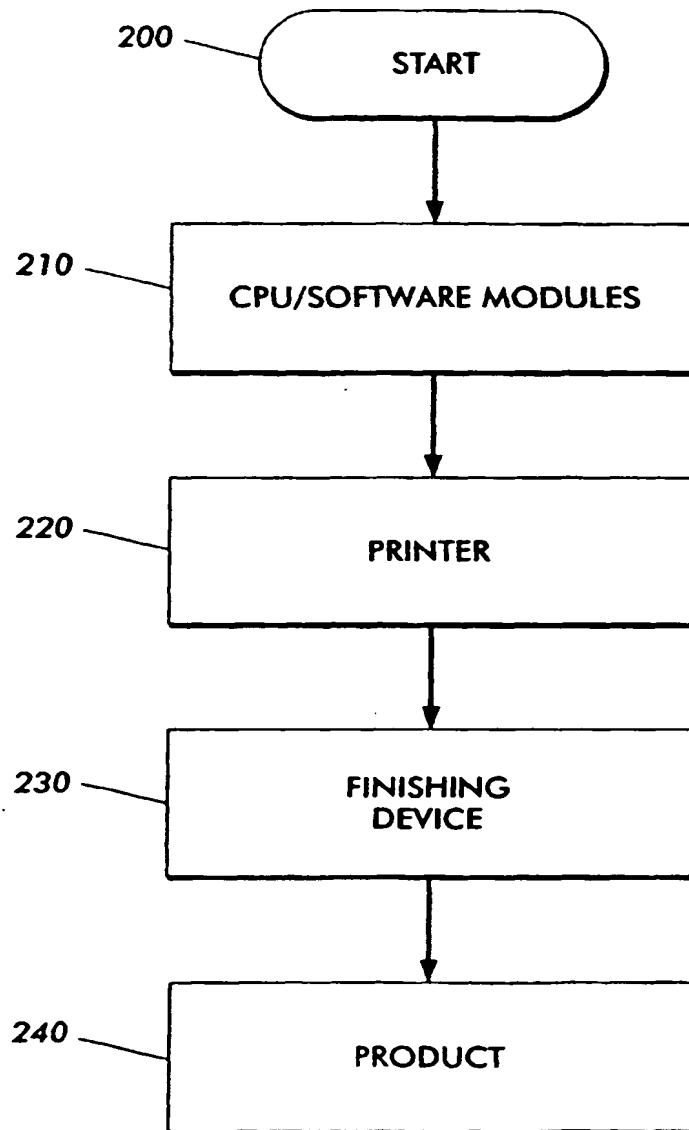 200
START
210
CPU/SOFTWARE MODULES
220
PRINTER
230
FINISHING
DEVICE
240
PRODUCT